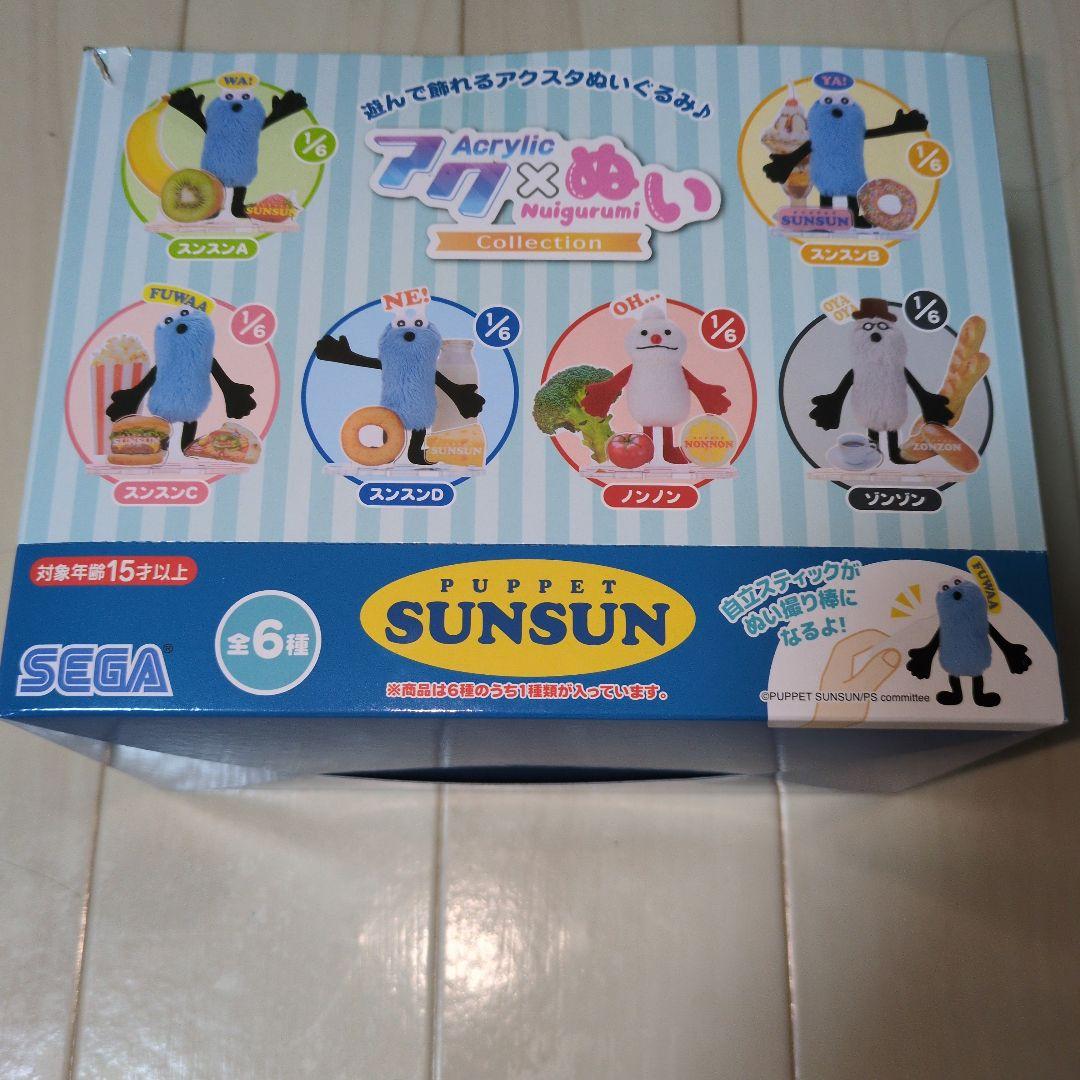 遊んで飾れるアクスタぬいぐるみ♪
Acrylic
アク×ぬい
Nuigurumi
Collection
WA!
1/6
SUNSUN
スンスンA
YA!
1/6
PUPPET
SUNSUN
スンスンB
FUWAA
1/6
SUNSUN
スンスンC
NE!
1/6
SUNSUN
スンスンD
OH...
1/6
PUPPET
NONNON
ノンノン
OYA
OYA
1/6
ZONZON
ゾンゾン
対象年齢15才以上
SEGA®
全6種
PUPPET
SUNSUN
※商品は6種のうち1種類が入っています。
自立スティックが
ぬい撮り棒に
なるよ!
FUWAA
©PUPPET SUNSUN/PS committee